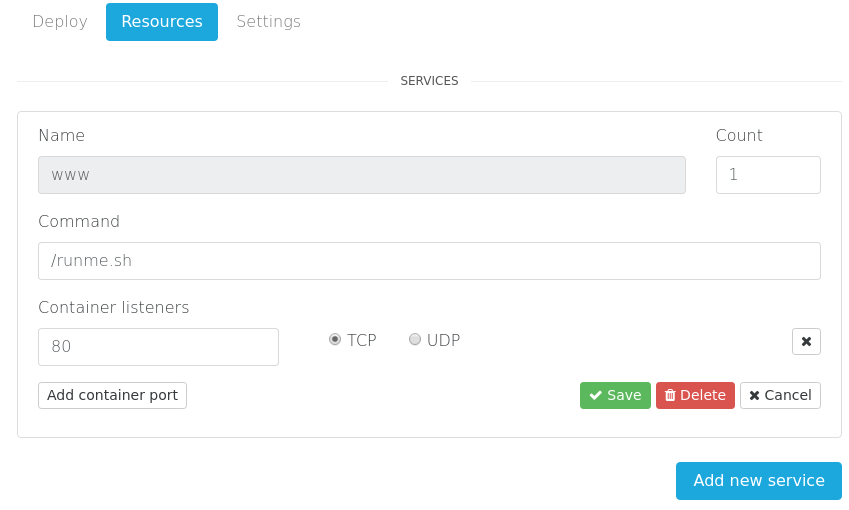 Deploy Resources Settings
SERVICES
Name Count
www 1
Command
/runme.sh
Container listeners
80 TCP UDP
Add container port Save Delete Cancel
Add new service